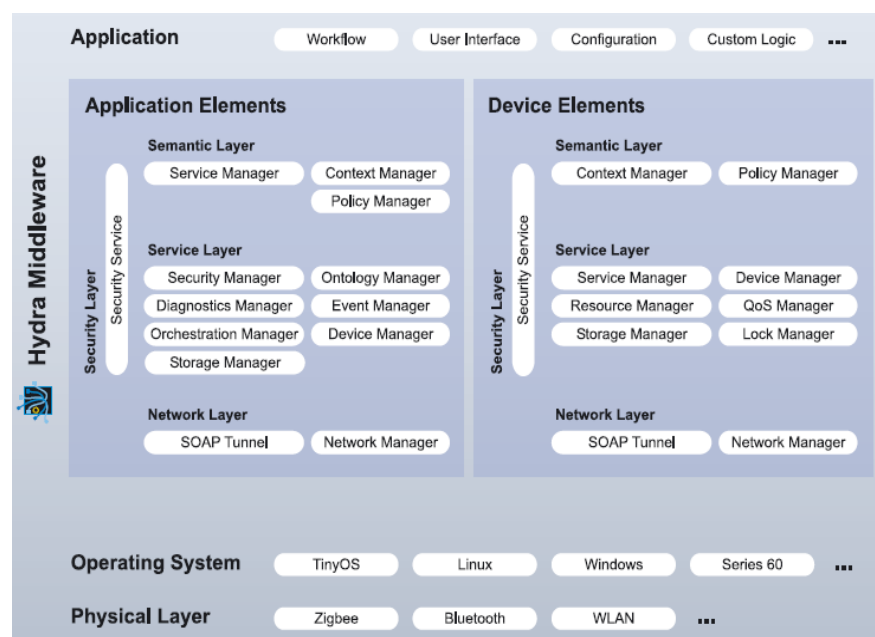 Application Workflow User Interface Configuration Custom Logic ...
Hydra Middleware
Application Elements
Security Layer
Security Service
Semantic Layer
Service Manager Context Manager
Policy Manager
Service Layer
Security Manager Ontology Manager
Diagnostics Manager Event Manager
Orchestration Manager Device Manager
Storage Manager
Network Layer
SOAP Tunnel Network Manager
Device Elements
Security Layer
Security Service
Semantic Layer
Context Manager Policy Manager
Service Layer
Service Manager Device Manager
Resource Manager QoS Manager
Storage Manager Lock Manager
Network Layer
SOAP Tunnel Network Manager
Operating System TinyOS Linux Windows Series 60 ...
Physical Layer Zigbee Bluetooth WLAN ...